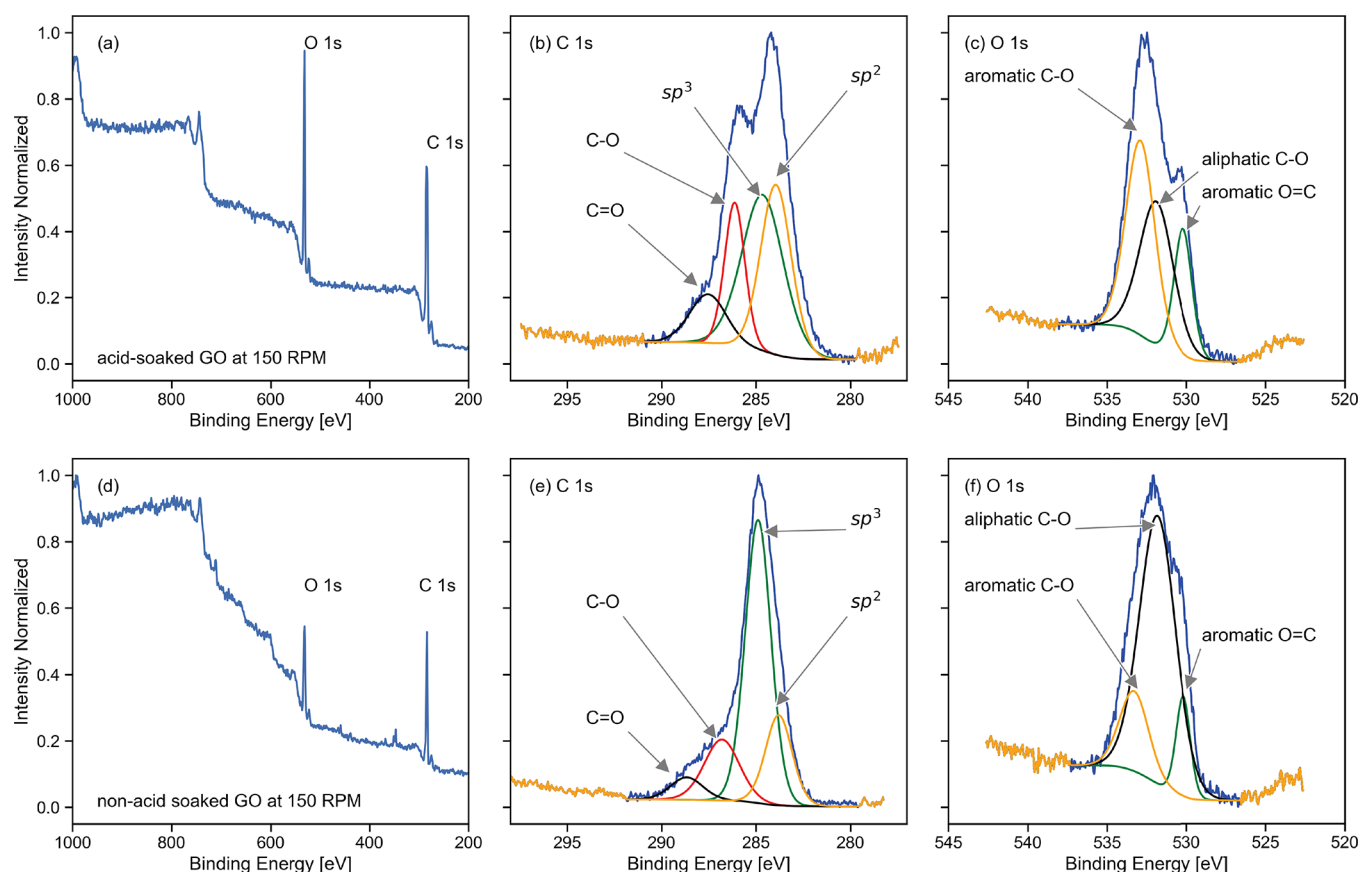 (a)
O 1s
C 1s
acid-soaked GO at 150 RPM
Intensity Normalized
1.0
0.8
0.6
0.4
0.2
0.0
1000 800 600 400 200
Binding Energy [eV]
(b) C 1s
sp²
sp³
C-O
C=O
295 290 284 280
Binding Energy [eV]
(c) O 1s
aromatic C-O
aliphatic C-O
aromatic O=C
545 540 535 530 525 520
Binding Energy [eV]
(d)
O 1s
C 1s
non-acid soaked GO at 150 RPM
Intensity Normalized
1.0
0.8
0.6
0.4
0.2
0.0
1000 800 600 400 200
Binding Energy [eV]
(e) C 1s
sp³
C-O
sp²
C=O
295 290 284 280
Binding Energy [eV]
(f) O 1s
aliphatic C-O
aromatic C-O
aromatic O=C
545 540 535 530 525 520
Binding Energy [eV]